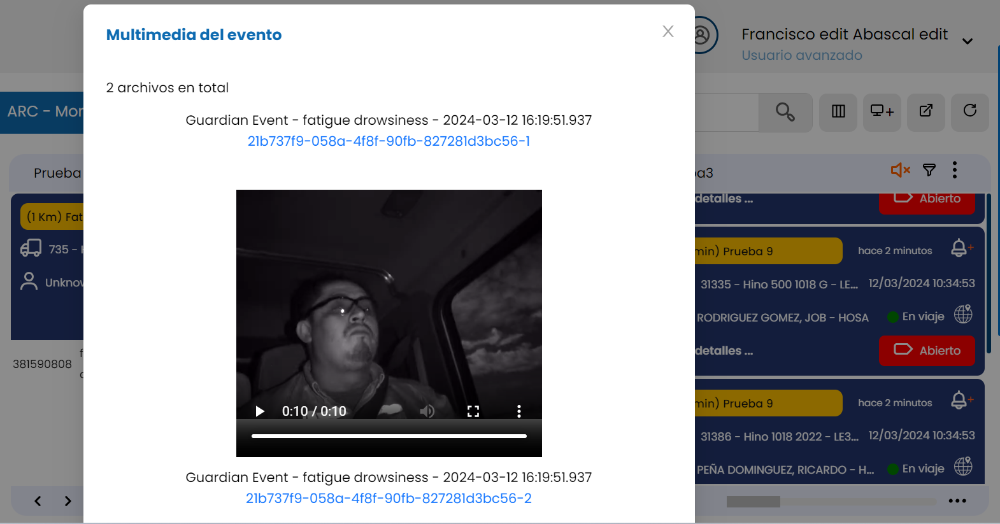 Multimedia del evento
X
2 archivos en total
Guardian Event - fatigue drowsiness - 2024-03-12 16:19:51.937
21b737f9-058a-4f8f-90fb-827281d3bc56-1
0:10 / 0:10
Guardian Event - fatigue drowsiness - 2024-03-12 16:19:51.937
21b737f9-058a-4f8f-90fb-827281d3bc56-2
Francisco edit Abascal edit
Usuario avanzado
ARC - Mor
Prueba
(1 Km) Fat
735 - H
Unknow
381590808
ba3
detalles ...
Abierto
min) Prueba 9
hace 2 minutos
31335 - Hino 500 1018 G - LE...
12/03/2024 10:34:53
RODRIGUEZ GOMEZ, JOB - HOSA
En viaje
detalles ...
Abierto
min) Prueba 9
hace 2 minutos
31386 - Hino 1018 2022 - LE3...
12/03/2024 10:34:53
PEÑA DOMINGUEZ, RICARDO - H...
En viaje